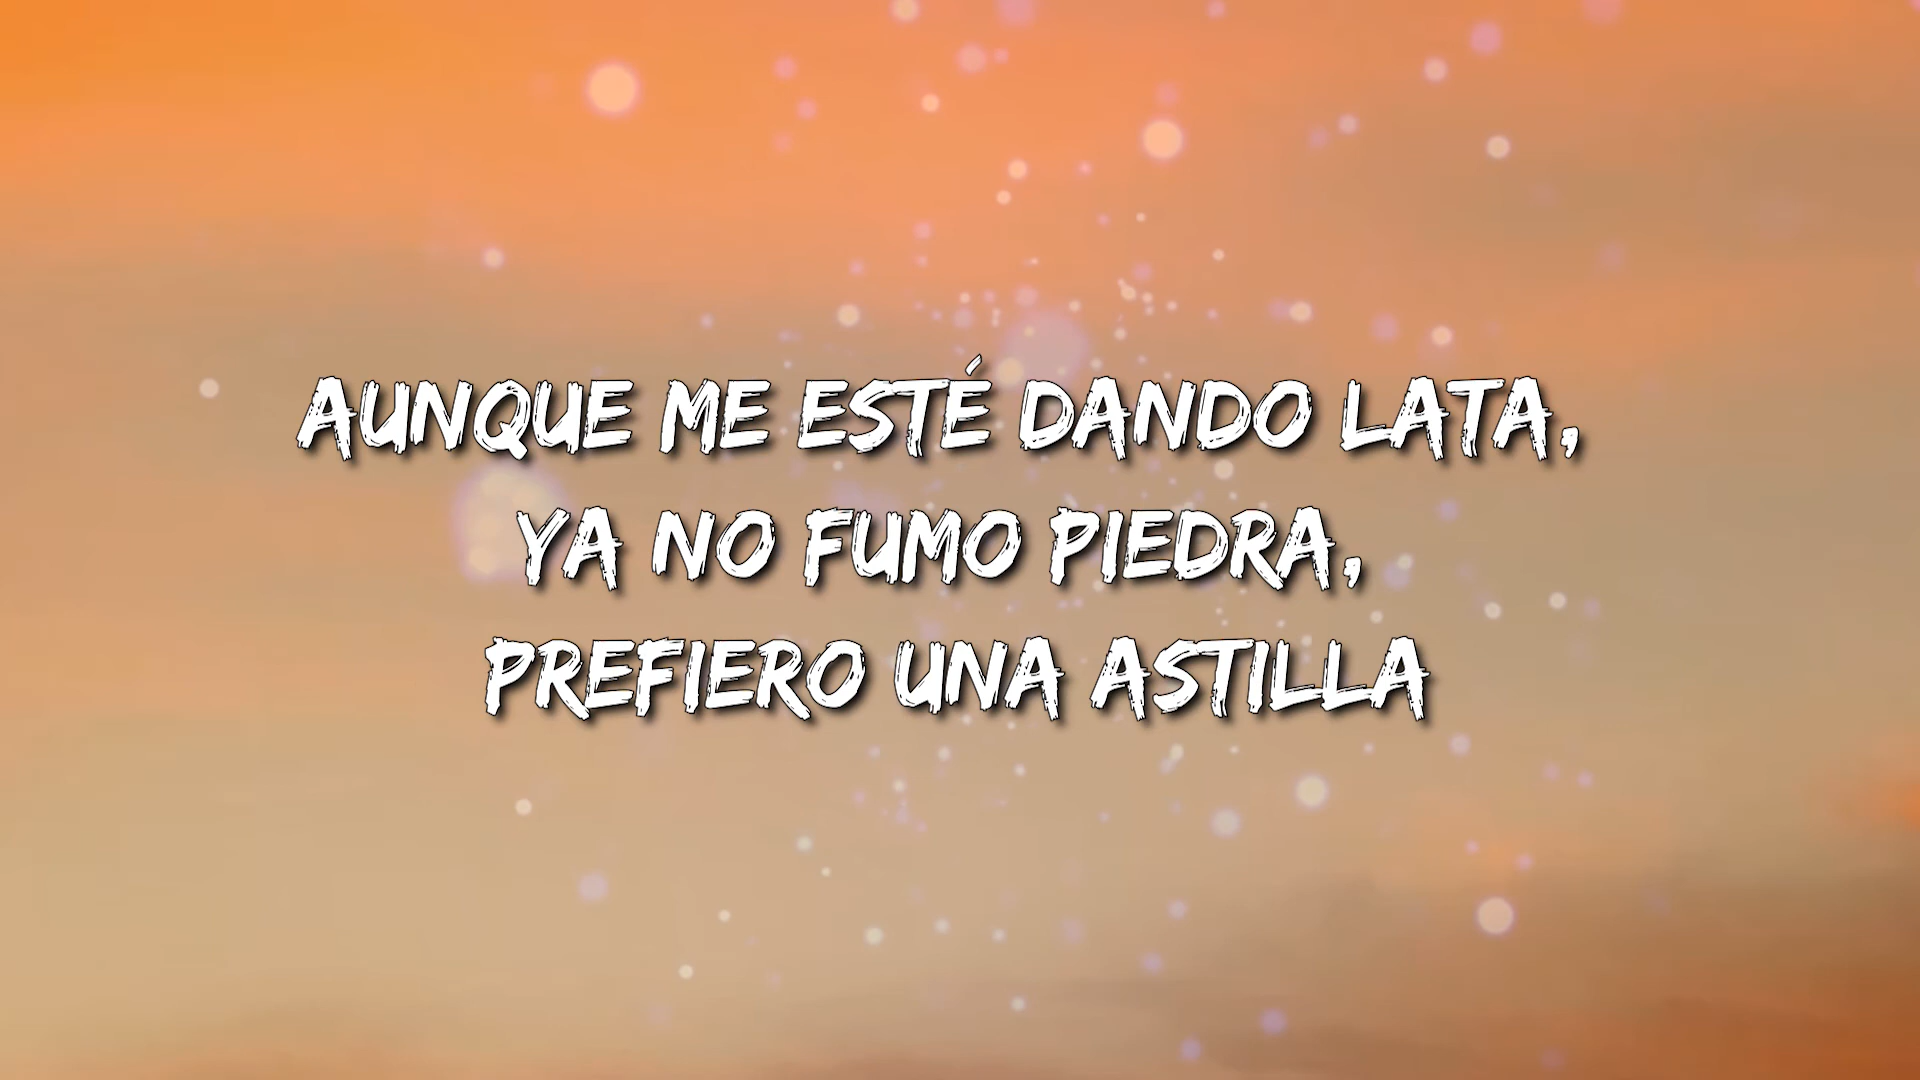 AUNQUE ME ESTÉ DANDO LATA,
YA NO FUMO PIEDRA,
PREFIERO UNA ASTILLA